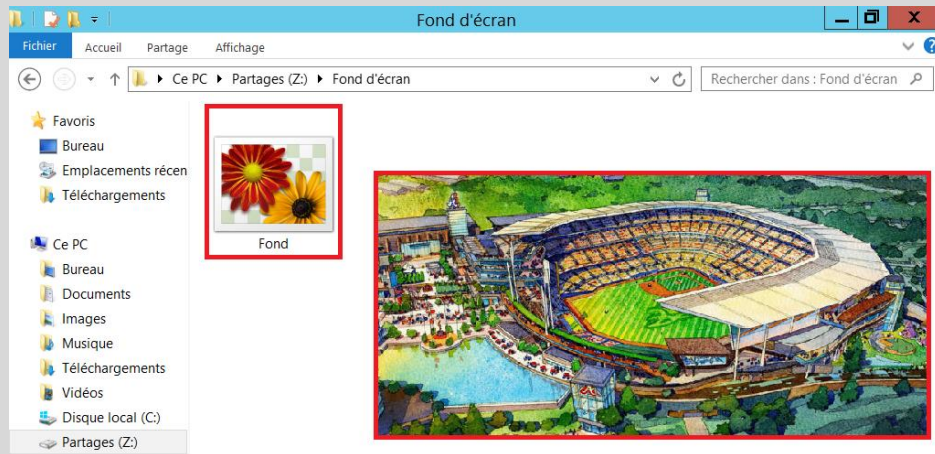 Fond d'écran
Fichier Accueil Partage Affichage
Ce PC Partages (Z:) Fond d'écran Rechercher dans : Fond d'écran
Favoris
Bureau
Emplacements récen
Téléchargements
Ce PC
Bureau
Documents
Images
Musique
Téléchargements
Vidéos
Disque local (C:)
Partages (Z:)
Fond